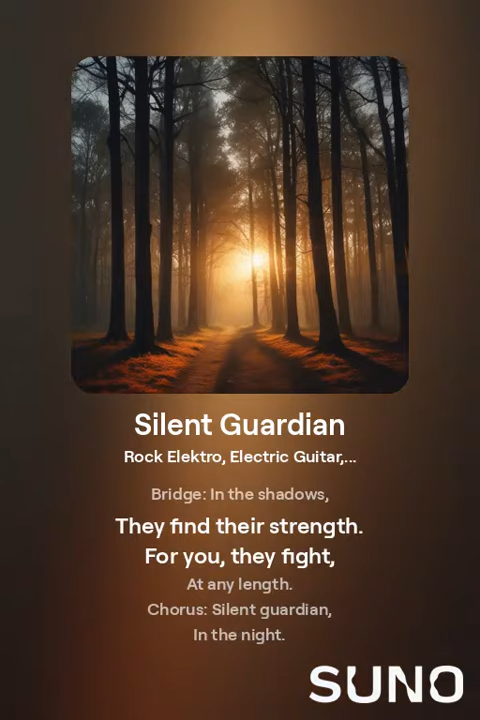 Silent Guardian
Rock Elektro, Electric Guitar,...
Bridge: In the shadows,
They find their strength.
For you, they fight,
At any length.
Chorus: Silent guardian,
In the night.
SUNO